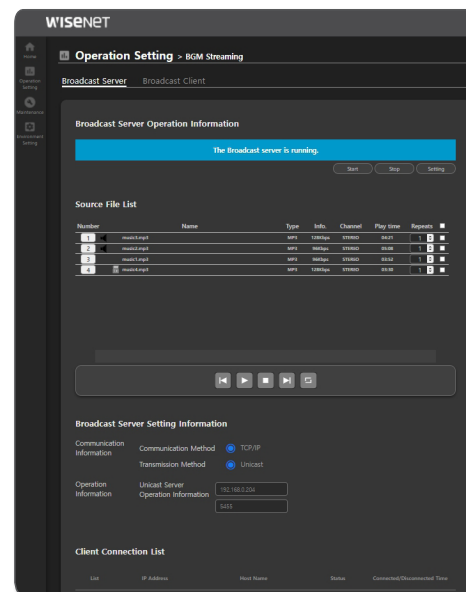 WISENET
Home
Operation Setting > BGM Streaming
Operation
Setting
Broadcast Server Broadcast Client
Maintenance
Environment
Setting
Broadcast Server Operation Information
The Broadcast server is running.
Start Stop Setting
Source File List
Number Name Type Info. Channel Play time Repeats
1 music3.mp3 MP3 128Kbps STEREO 04:21 1
2 music2.mp3 MP3 96Kbps STEREO 05:08 1
3 music1.mp3 MP3 96Kbps STEREO 03:52 1
4 music4.mp3 MP3 128Kbps STEREO 03:30 1
Broadcast Server Setting Information
Communication
Information
Communication Method TCP/IP
Transmission Method Unicast
Operation
Information
Unicast Server
Operation Information
192.168.0.204
5455
Client Connection List
List IP Address Host Name Status Connected/Disconnected Time